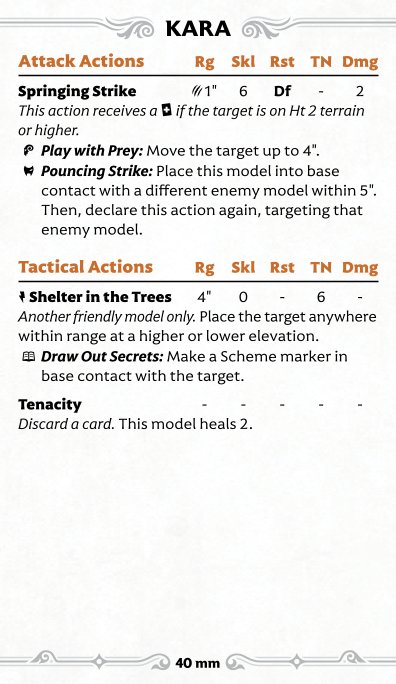 KARA
Attack Actions Rg Skl Rst TN Dmg
Springing Strike 1" 6 Df - 2
This action receives a if the target is on Ht 2 terrain
or higher.
Play with Prey: Move the target up to 4".
Pouncing Strike: Place this model into base
contact with a different enemy model within 5".
Then, declare this action again, targeting that
enemy model.
Tactical Actions Rg Skl Rst TN Dmg
Shelter in the Trees 4" 0 - 6 -
Another friendly model only. Place the target anywhere
within range at a higher or lower elevation.
Draw Out Secrets: Make a Scheme marker in
base contact with the target.
Tenacity - - - - -
Discard a card. This model heals 2.
40 mm